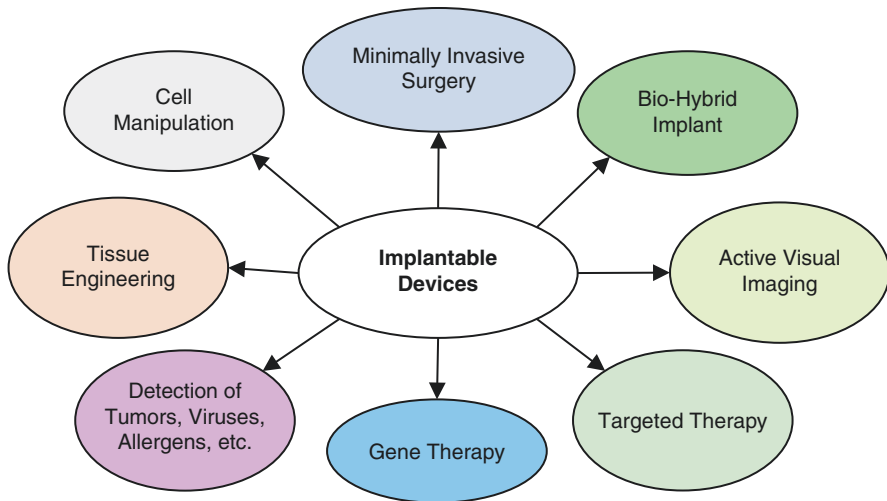 Minimally Invasive
Surgery
Cell
Manipulation
Bio-Hybrid
Implant
Tissue
Engineering
Implantable
Devices
Active Visual
Imaging
Detection of
Tumors, Viruses,
Allergens, etc.
Gene Therapy
Targeted Therapy